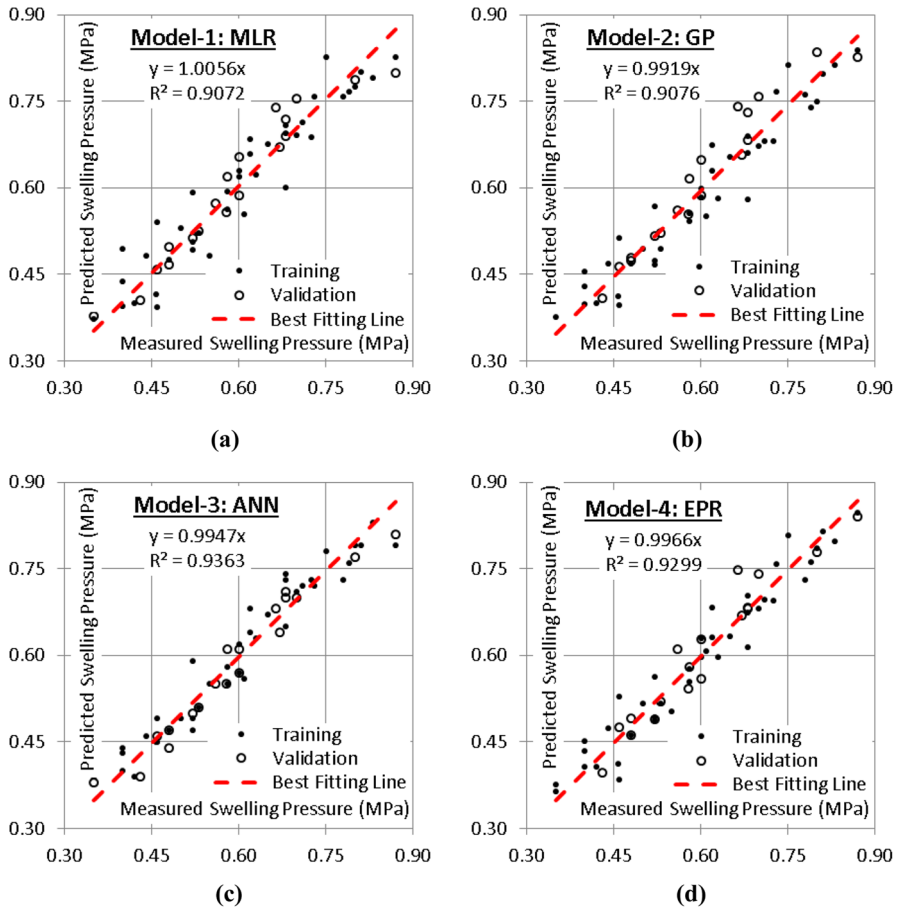 0.90
0.75
0.60
0.45
0.30
Predicted Swelling Pressure (MPa)
Model-1: MLR
y = 1.0056x
R² = 0.9072
Training
Validation
Best Fitting Line
Measured Swelling Pressure (MPa)
0.30 0.45 0.60 0.75 0.90
(a)
0.90
0.75
0.60
0.45
0.30
Predicted Swelling Pressure (MPa)
Model-2: GP
y = 0.9919x
R² = 0.9076
Training
Validation
Best Fitting Line
Measured Swelling Pressure (MPa)
0.30 0.45 0.60 0.75 0.90
(b)
0.90
0.75
0.60
0.45
0.30
Predicted Swelling Pressure (MPa)
Model-3: ANN
y = 0.9947x
R² = 0.9363
Training
Validation
Best Fitting Line
Measured Swelling Pressure (MPa)
0.30 0.45 0.60 0.75 0.90
(c)
0.90
0.75
0.60
0.45
0.30
Predicted Swelling Pressure (MPa)
Model-4: EPR
y = 0.9966x
R² = 0.9299
Training
Validation
Best Fitting Line
Measured Swelling Pressure (MPa)
0.30 0.45 0.60 0.75 0.90
(d)